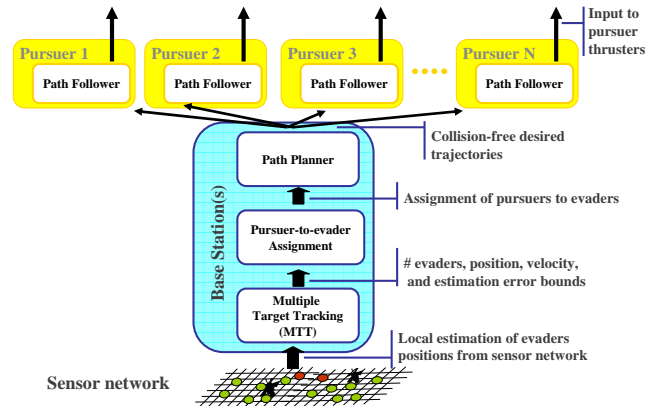 Pursuer 1
Pursuer 2
Pursuer 3
Pursuer N
Input to
pursuer
thrusters
Path Follower
Path Follower
Path Follower
Path Follower
Collision-free desired
trajectories
Path Planner
Assignment of pursuers to evaders
Base Station(s)
Pursuer-to-evader
Assignment
# evaders, position, velocity,
and estimation error bounds
Multiple
Target Tracking
(MTT)
Local estimation of evaders
positions from sensor network
Sensor network